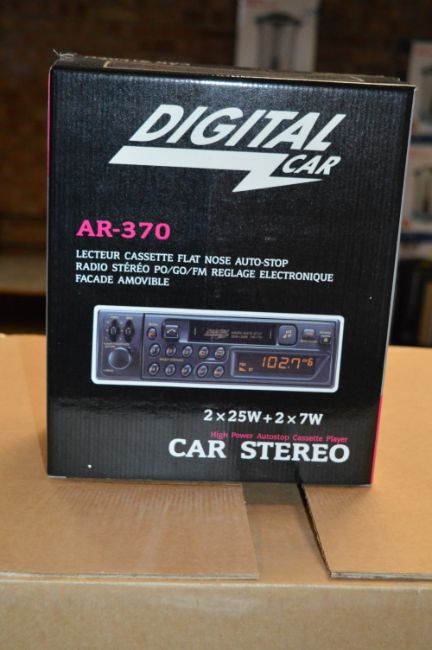 DIGITAL
CAR
AR-370
LECTEUR CASSETTE FLAT NOSE AUTO-STOP
RADIO STÉRÉO PO/GO/FM REGLAGE ELECTRONIQUE
FACADE AMOVIBLE
DIGITAL
102.7
2 x 25W + 2 x 7W
High Power Autostop Cassette Player
CAR STEREO